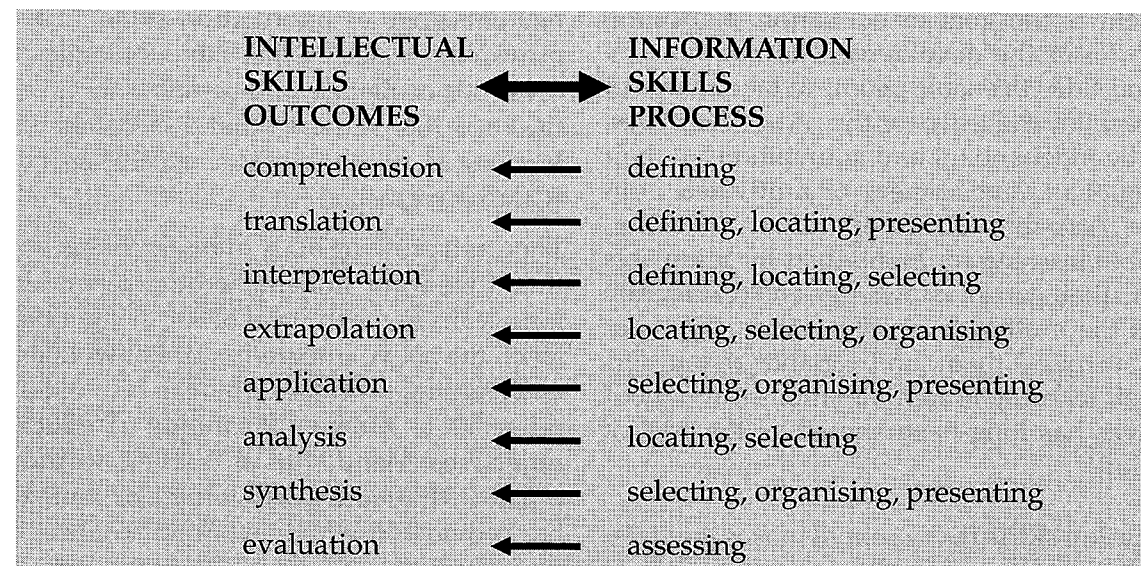 INTELLECTUAL SKILLS OUTCOMES
INFORMATION SKILLS PROCESS
comprehension defining
translation defining, locating, presenting
interpretation defining, locating, selecting
extrapolation locating, selecting, organising
application selecting, organising, presenting
analysis locating, selecting
synthesis selecting, organising, presenting
evaluation assessing